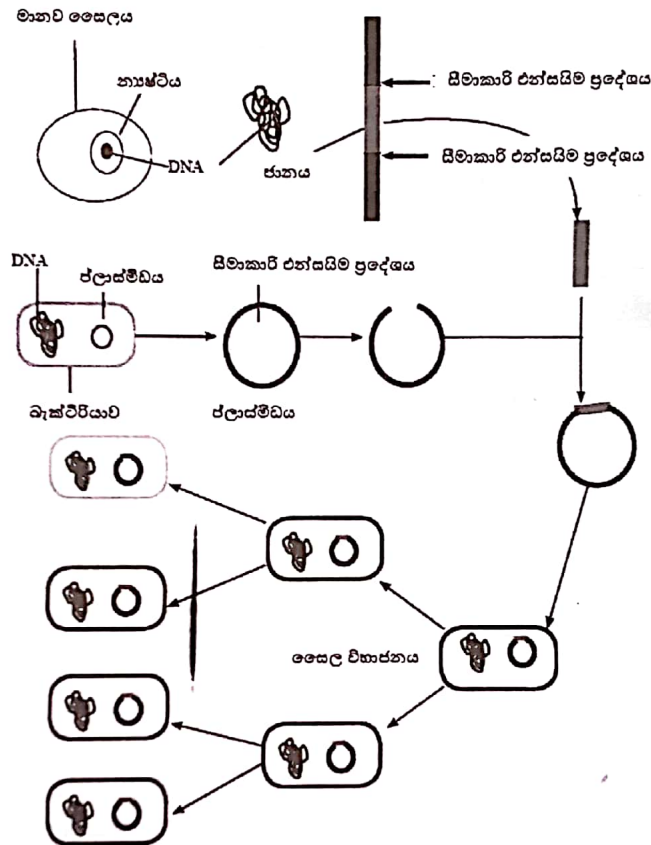 මානව සෛලය
න්‍යෂ්ටිය
සීමාකාරී එන්සයිම ප්‍රදේශය
DNA
ජානය
සීමාකාරී එන්සයිම ප්‍රදේශය
DNA
ප්ලාස්මීඩය
සීමාකාරී එන්සයිම ප්‍රදේශය
බැක්ටීරියාව
ප්ලාස්මීඩය
සෛල විභාජනය